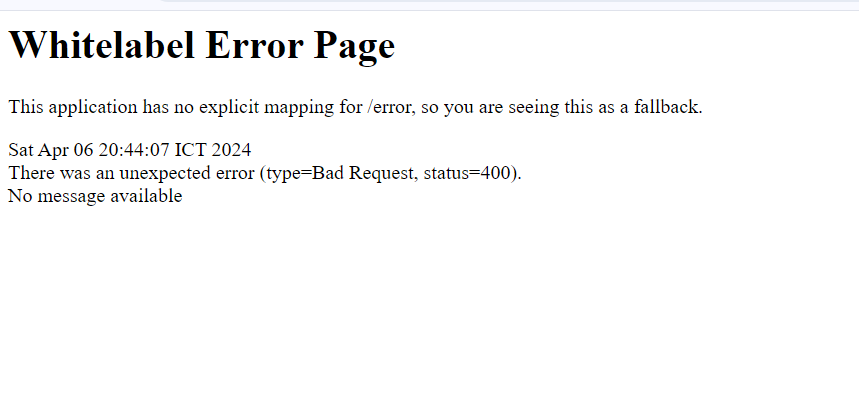 Whitelabel Error Page
This application has no explicit mapping for /error, so you are seeing this as a fallback.
Sat Apr 06 20:44:07 ICT 2024
There was an unexpected error (type=Bad Request, status=400).
No message available